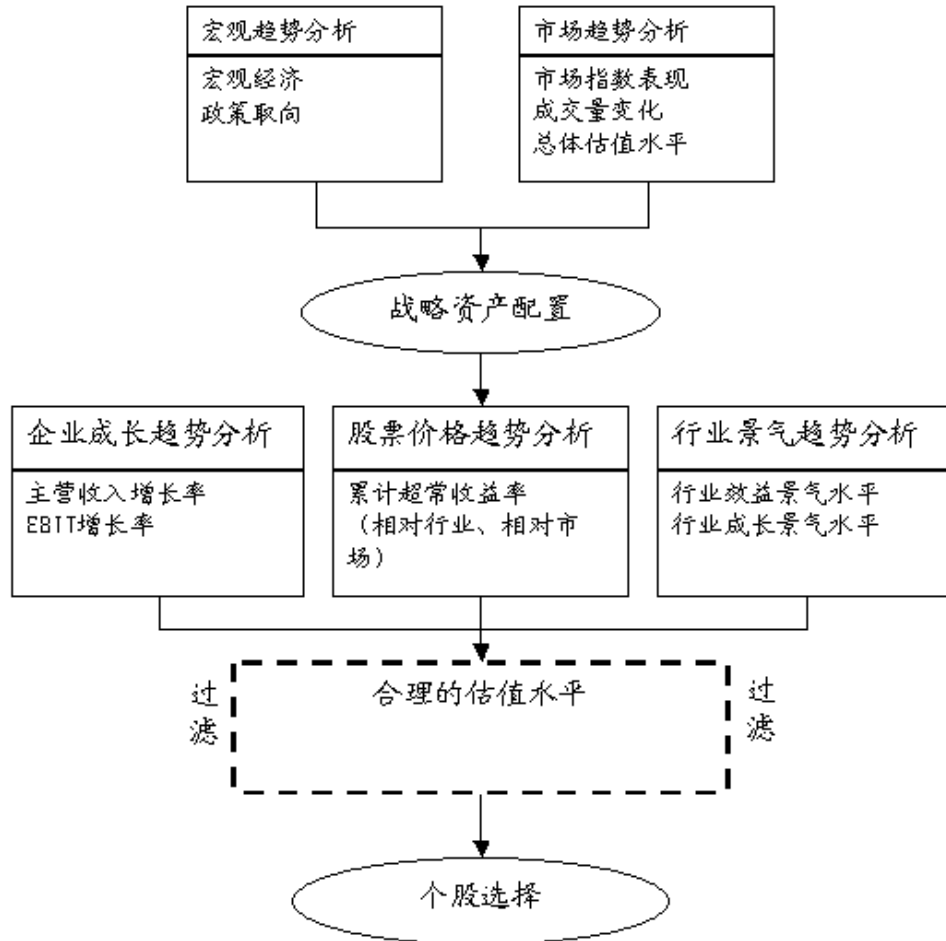 宏观趋势分析
宏观经济
政策取向
市场趋势分析
市场指数表现
成交量变化
总体估值水平
战略资产配置
企业成长趋势分析
主营收入增长率
EBIT增长率
股票价格趋势分析
累计超常收益率
（相对行业、相对市
场）
行业景气趋势分析
行业效益景气水平
行业成长景气水平
过滤
合理的估值水平
过滤
个股选择